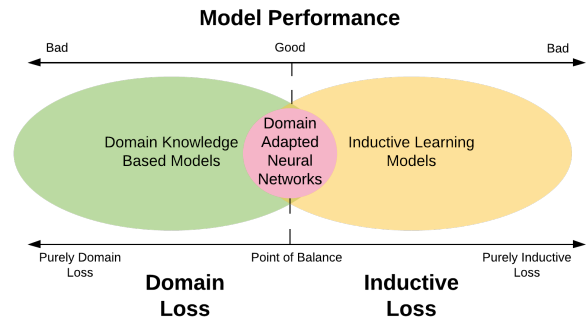 Model Performance
Bad
Good
Bad
Domain Knowledge
Based Models
Domain
Adapted
Neural
Networks
Inductive Learning
Models
Purely Domain
Loss
Point of Balance
Purely Inductive
Loss
Domain
Loss
Inductive
Loss